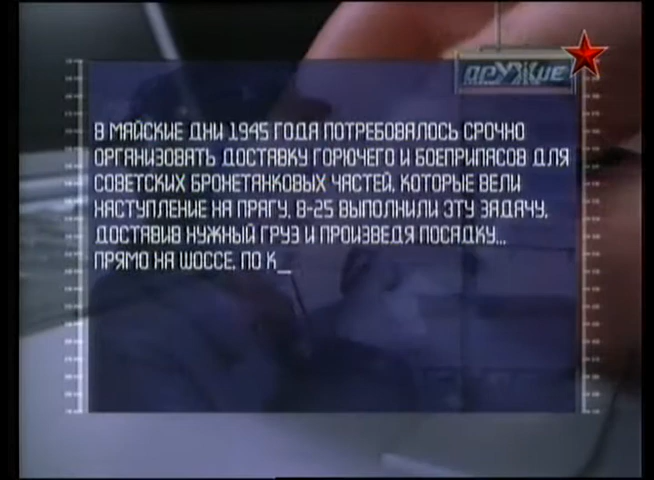 оружие
В МАЙСКИЕ ДНИ 1945 ГОДА ПОТРЕБОВАЛОСЬ СРОЧНО
ОРГАНИЗОВАТЬ ДОСТАВКУ ГОРЮЧЕГО И БОЕПРИПАСОВ ДЛЯ
СОВЕТСКИХ БРОНЕТАНКОВЫХ ЧАСТЕЙ, КОТОРЫЕ ВЕЛИ
НАСТУПЛЕНИЕ НА ПРАГУ. B-25 ВЫПОЛНИЛИ ЭТУ ЗАДАЧУ,
ДОСТАВИВ НУЖНЫЙ ГРУЗ И ПРОИЗВЕДЯ ПОСАДКУ...
ПРЯМО НА ШОССЕ, ПО К_